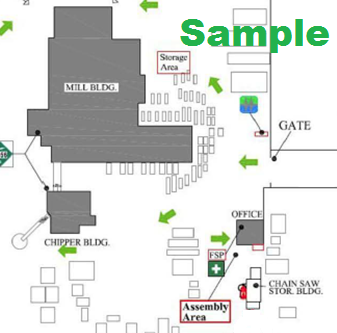 Sample
Storage
Area
MILL BLDG.
GATE
OFFICE
CHIPPER BLDG.
FSP
CHAIN SAW
STOR. BLDG.
Assembly
Area